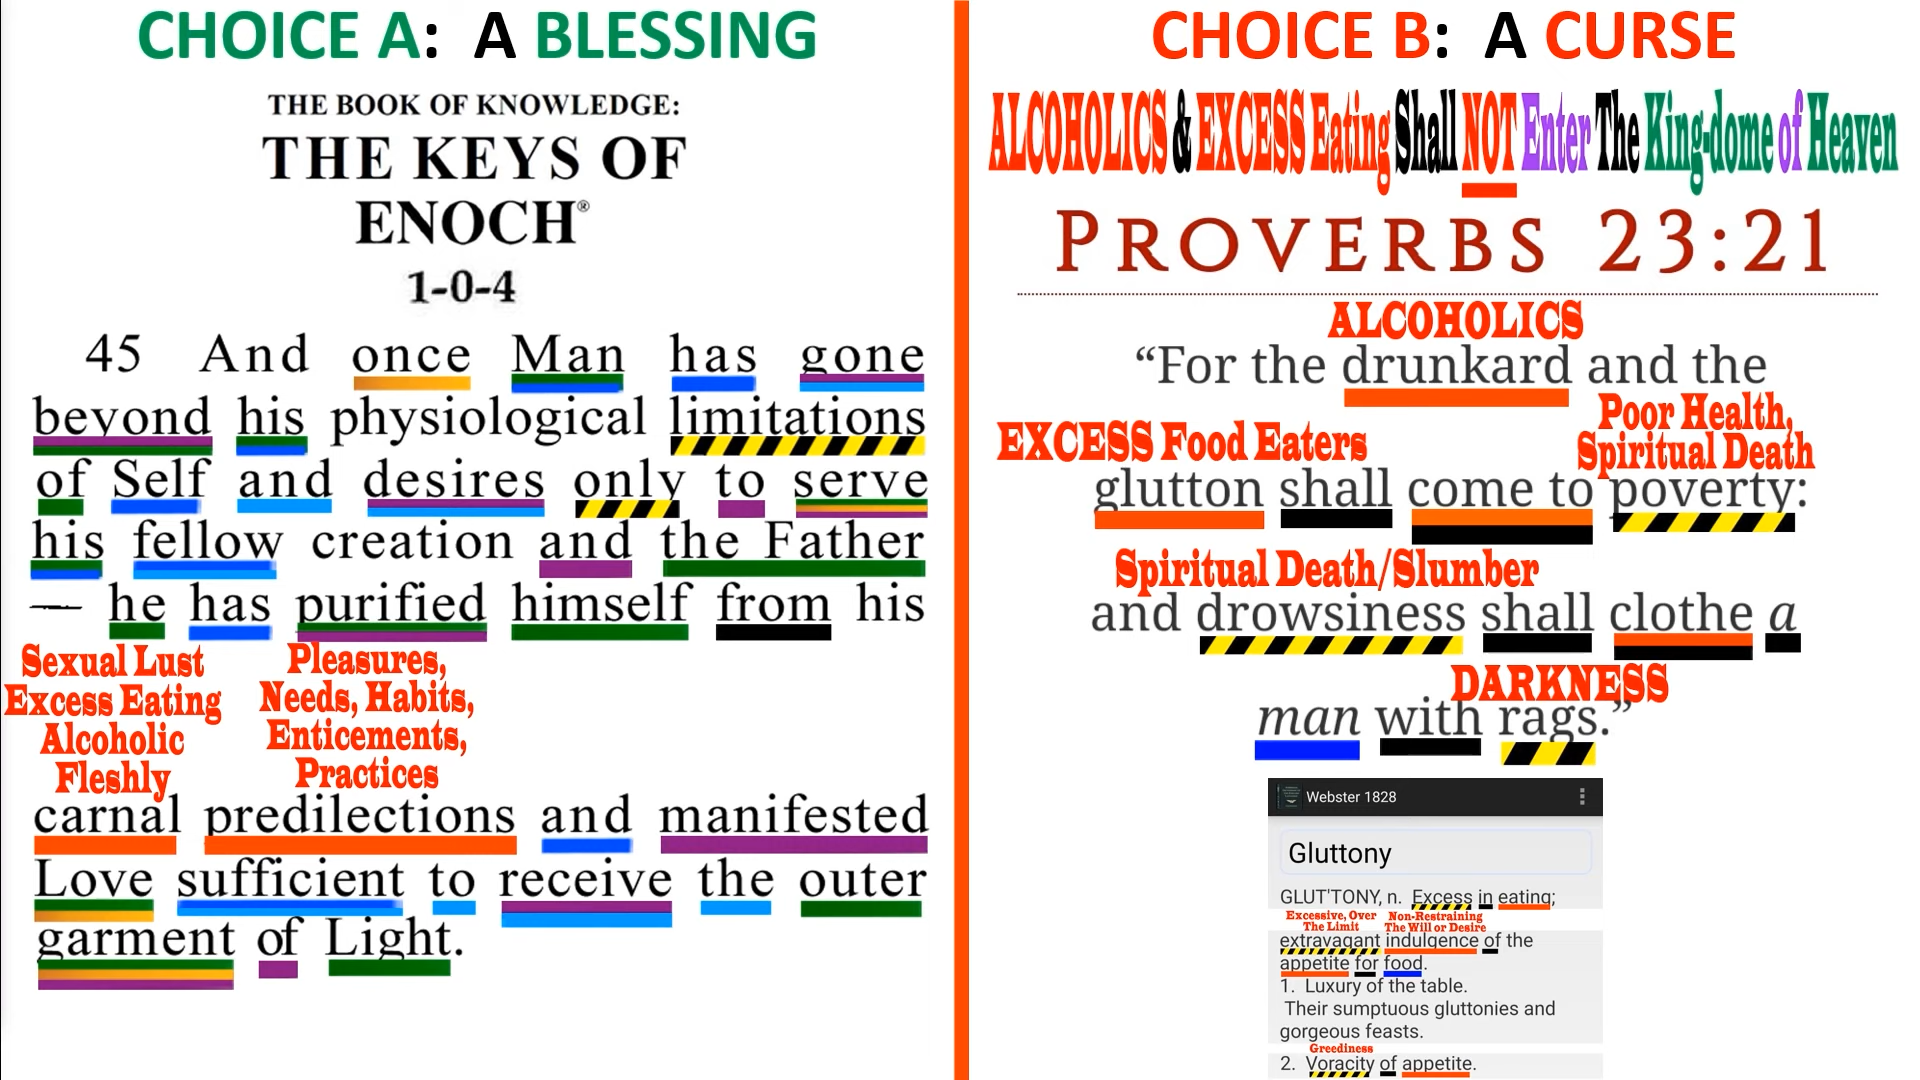 CHOICE A: A BLESSING
THE BOOK OF KNOWLEDGE:
THE KEYS OF
ENOCH®
1-0-4
45 And once Man has gone
beyond his physiological limitations
of Self and desires only to serve
his fellow creation and the Father
— he has purified himself from his
Sexual Lust
Excess Eating
Alcoholic
Fleshly
Pleasures,
Needs, Habits,
Enticements,
Practices
carnal predilections and manifested
Love sufficient to receive the outer
garment of Light.
CHOICE B: A CURSE
ALCOHOLICS & EXCESS Eating Shall NOT Enter The King-dome of Heaven
PROVERBS 23:21
ALCOHOLICS
“For the drunkard and the
EXCESS Food Eaters
Poor Health,
Spiritual Death
glutton shall come to poverty:
Spiritual Death/Slumber
and drowsiness shall clothe a
DARKNESS
man with rags.”
Webster 1828
Gluttony
GLUT'TONY, n. Excess in eating;
Excessive, Over
The Limit
Non-Restraining
The Will or Desire
extravagant indulgence of the
appetite for food.
1. Luxury of the table.
Their sumptuous gluttonies and
gorgeous feasts.
Greediness
2. Voracity of appetite.